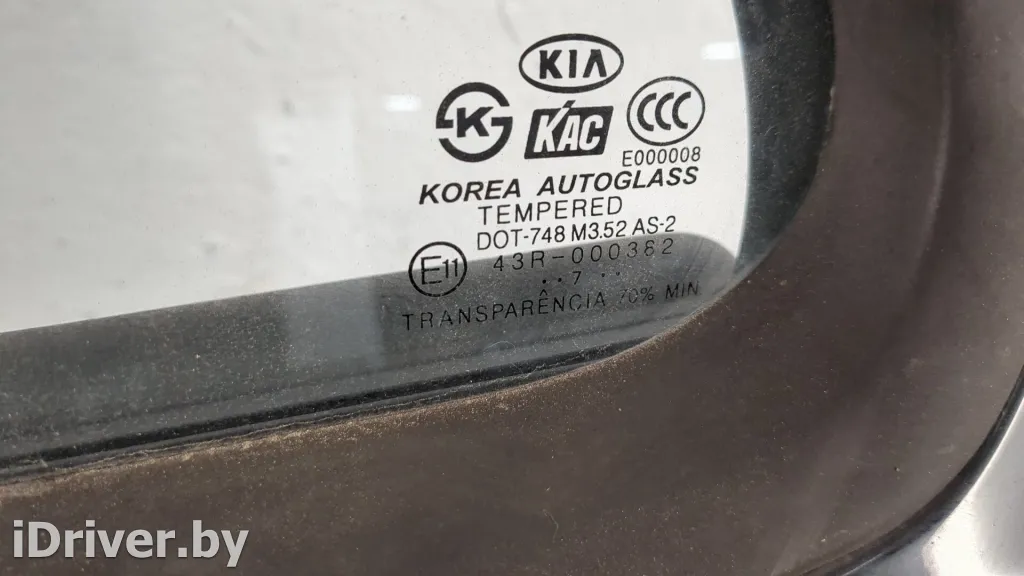 KIA
K
KAC
CCC
E000008
KOREA AUTOGLASS
TEMPERED
DOT-748 M3.52 AS-2
E11
43R-000362
..7 ..
TRANSPARÊNCIA 70% MIN
iDriver.by